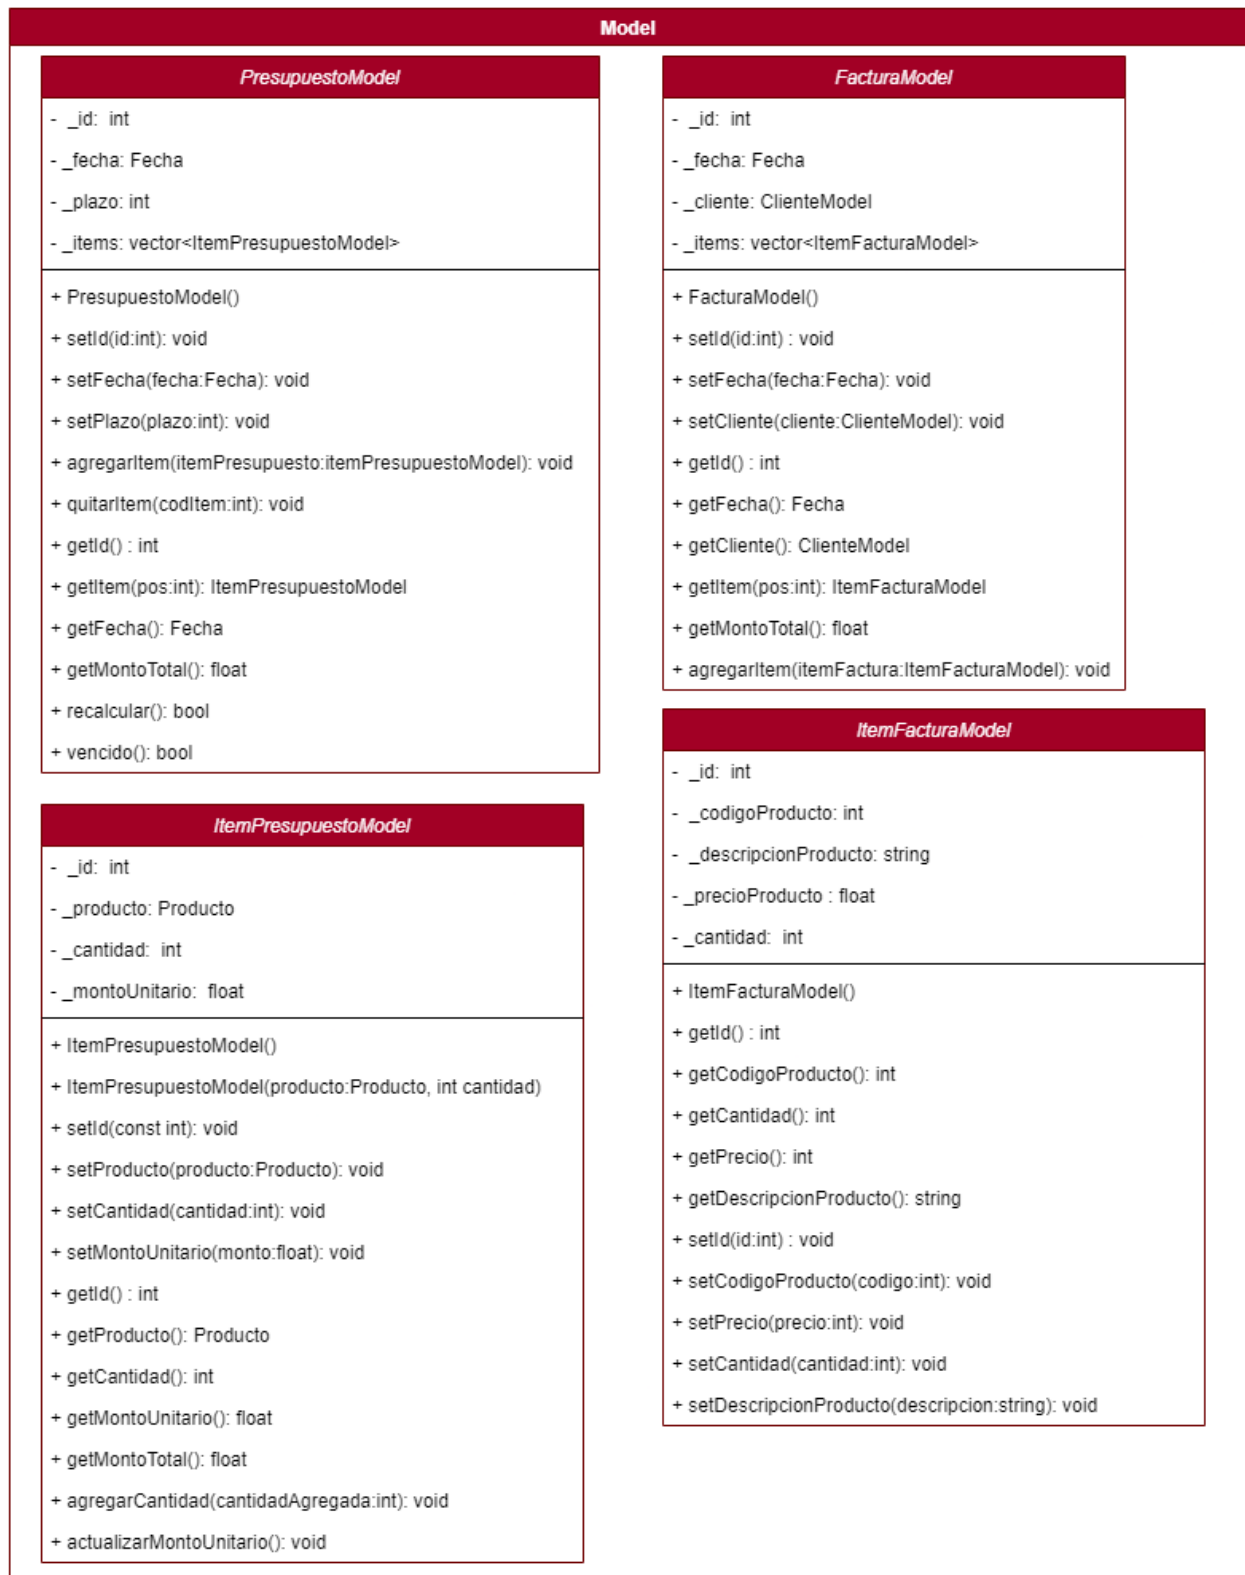 Model
PresupuestoModel
- _id: int
- _fecha: Fecha
- _plazo: int
- _items: vector<ItemPresupuestoModel>
+ PresupuestoModel()
+ setId(id:int): void
+ setFecha(fecha:Fecha): void
+ setPlazo(plazo:int): void
+ agregarItem(itemPresupuesto:itemPresupuestoModel): void
+ quitarItem(codItem:int): void
+ getId() : int
+ getItem(pos:int): ItemPresupuestoModel
+ getFecha(): Fecha
+ getMontoTotal(): float
+ recalcular(): bool
+ vencido(): bool
ItemPresupuestoModel
- _id: int
- _producto: Producto
- _cantidad: int
- _montoUnitario: float
+ ItemPresupuestoModel()
+ ItemPresupuestoModel(producto:Producto, int cantidad)
+ setId(const int): void
+ setProducto(producto:Producto): void
+ setCantidad(cantidad:int): void
+ setMontoUnitario(monto:float): void
+ getId() : int
+ getProducto(): Producto
+ getCantidad(): int
+ getMontoUnitario(): float
+ getMontoTotal(): float
+ agregarCantidad(cantidadAgregada:int): void
+ actualizarMontoUnitario(): void
FacturaModel
- _id: int
- _fecha: Fecha
- _cliente: ClienteModel
- _items: vector<ItemFacturaModel>
+ FacturaModel()
+ setId(id:int) : void
+ setFecha(fecha:Fecha): void
+ setCliente(cliente:ClienteModel): void
+ getId() : int
+ getFecha(): Fecha
+ getCliente(): ClienteModel
+ getItem(pos:int): ItemFacturaModel
+ getMontoTotal(): float
+ agregarItem(itemFactura:ItemFacturaModel): void
ItemFacturaModel
- _id: int
- _codigoProducto: int
- _descripcionProducto: string
- _precioProducto : float
- _cantidad: int
+ ItemFacturaModel()
+ getId() : int
+ getCodigoProducto(): int
+ getCantidad(): int
+ getPrecio(): int
+ getDescripcionProducto(): string
+ setId(id:int) : void
+ setCodigoProducto(codigo:int): void
+ setPrecio(precio:int): void
+ setCantidad(cantidad:int): void
+ setDescripcionProducto(descripcion:string): void